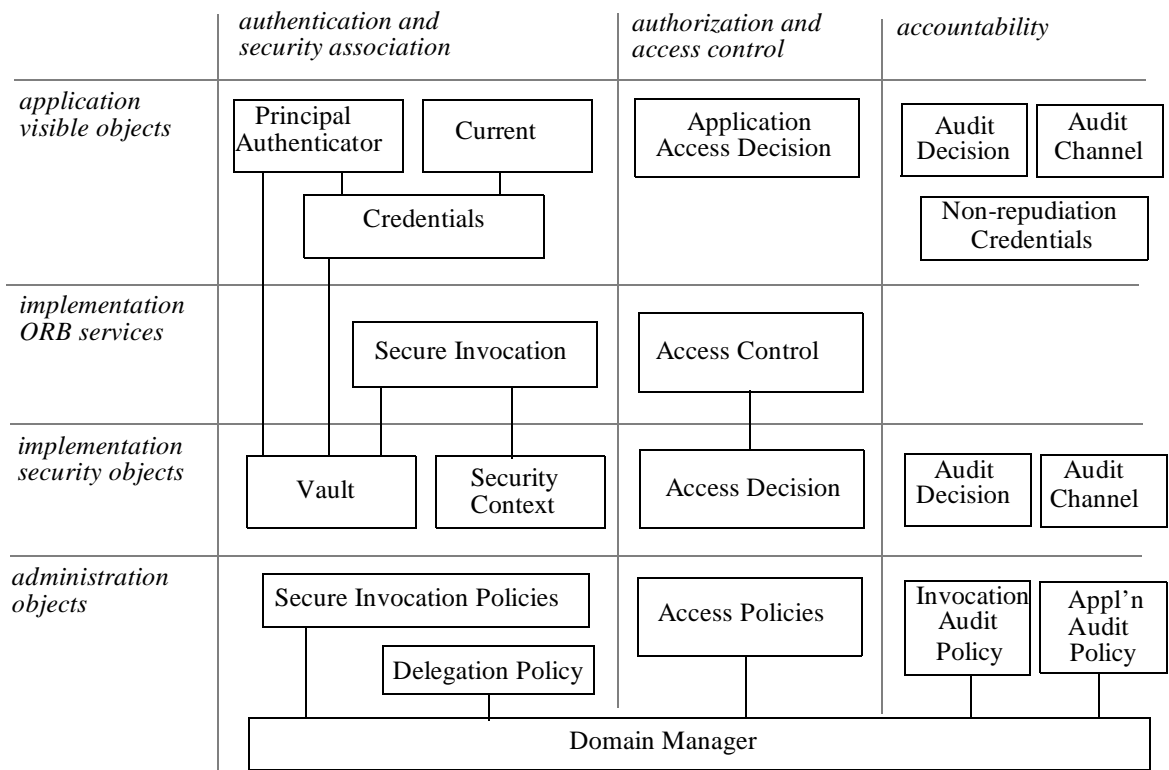 authentication and
security association
authorization and
access control
accountability
application
visible objects
Principal
Authenticator
Current
Credentials
Application
Access Decision
Audit
Decision
Audit
Channel
Non-repudiation
Credentials
implementation
ORB services
Secure Invocation
Access Control
implementation
security objects
Vault
Security
Context
Access Decision
Audit
Decision
Audit
Channel
administration
objects
Secure Invocation Policies
Delegation Policy
Access Policies
Invocation
Audit
Policy
Appl’n
Audit
Policy
Domain Manager